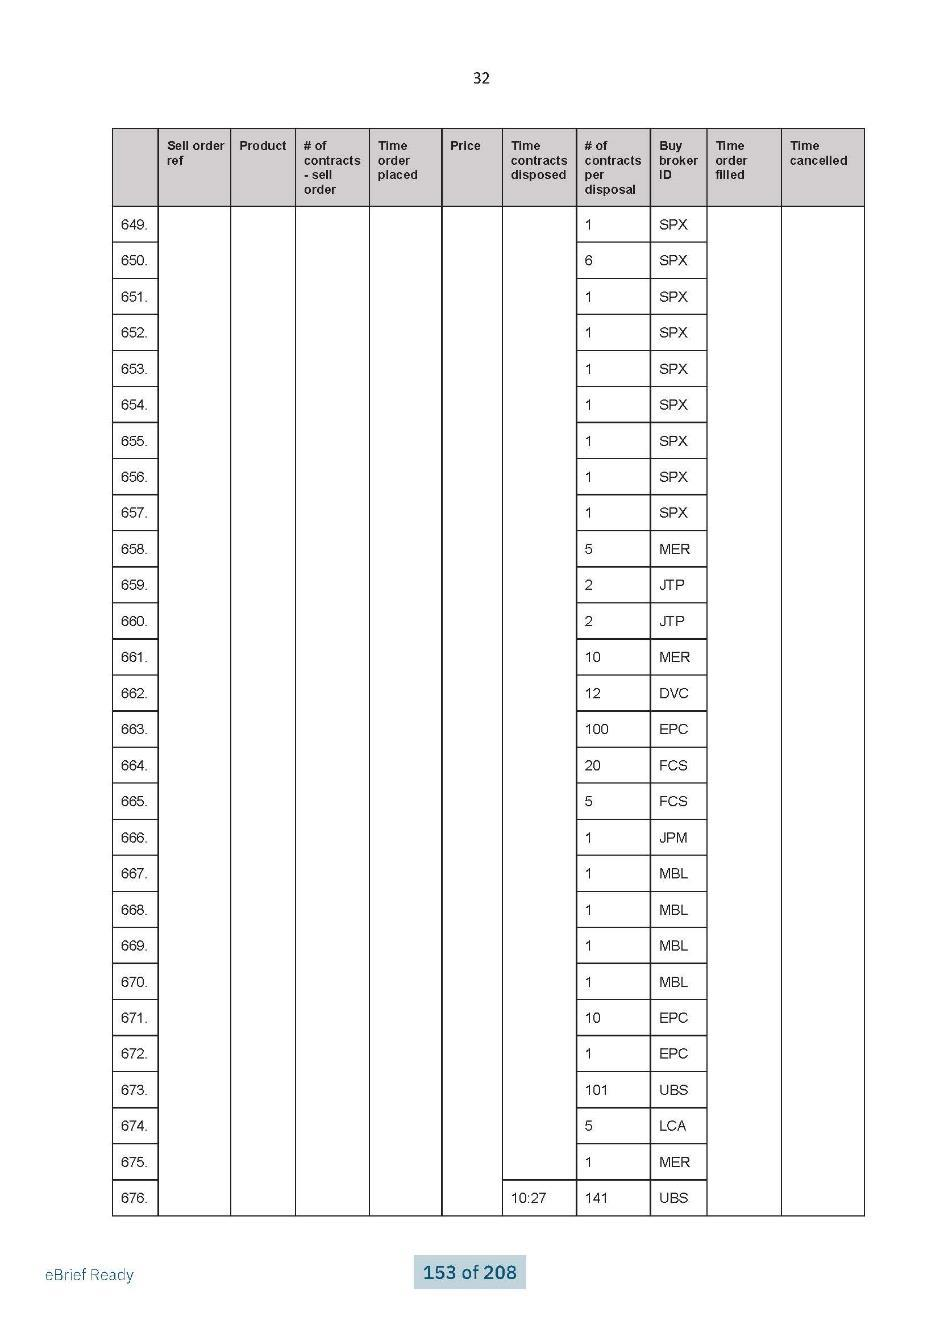 32
Sell order ref Product # of contracts - sell order Time order placed Price Time contracts disposed # of contracts per disposal Buy broker ID Time order filled Time cancelled
649. 1 SPX
650. 6 SPX
651. 1 SPX
652. 1 SPX
653. 1 SPX
654. 1 SPX
655. 1 SPX
656. 1 SPX
657. 1 SPX
658. 5 MER
659. 2 JTP
660. 2 JTP
661. 10 MER
662. 12 DVC
663. 100 EPC
664. 20 FCS
665. 5 FCS
666. 1 JPM
667. 1 MBL
668. 1 MBL
669. 1 MBL
670. 1 MBL
671. 10 EPC
672. 1 EPC
673. 101 UBS
674. 5 LCA
675. 1 MER
676. 10:27 141 UBS
eBrief Ready
153 of 208